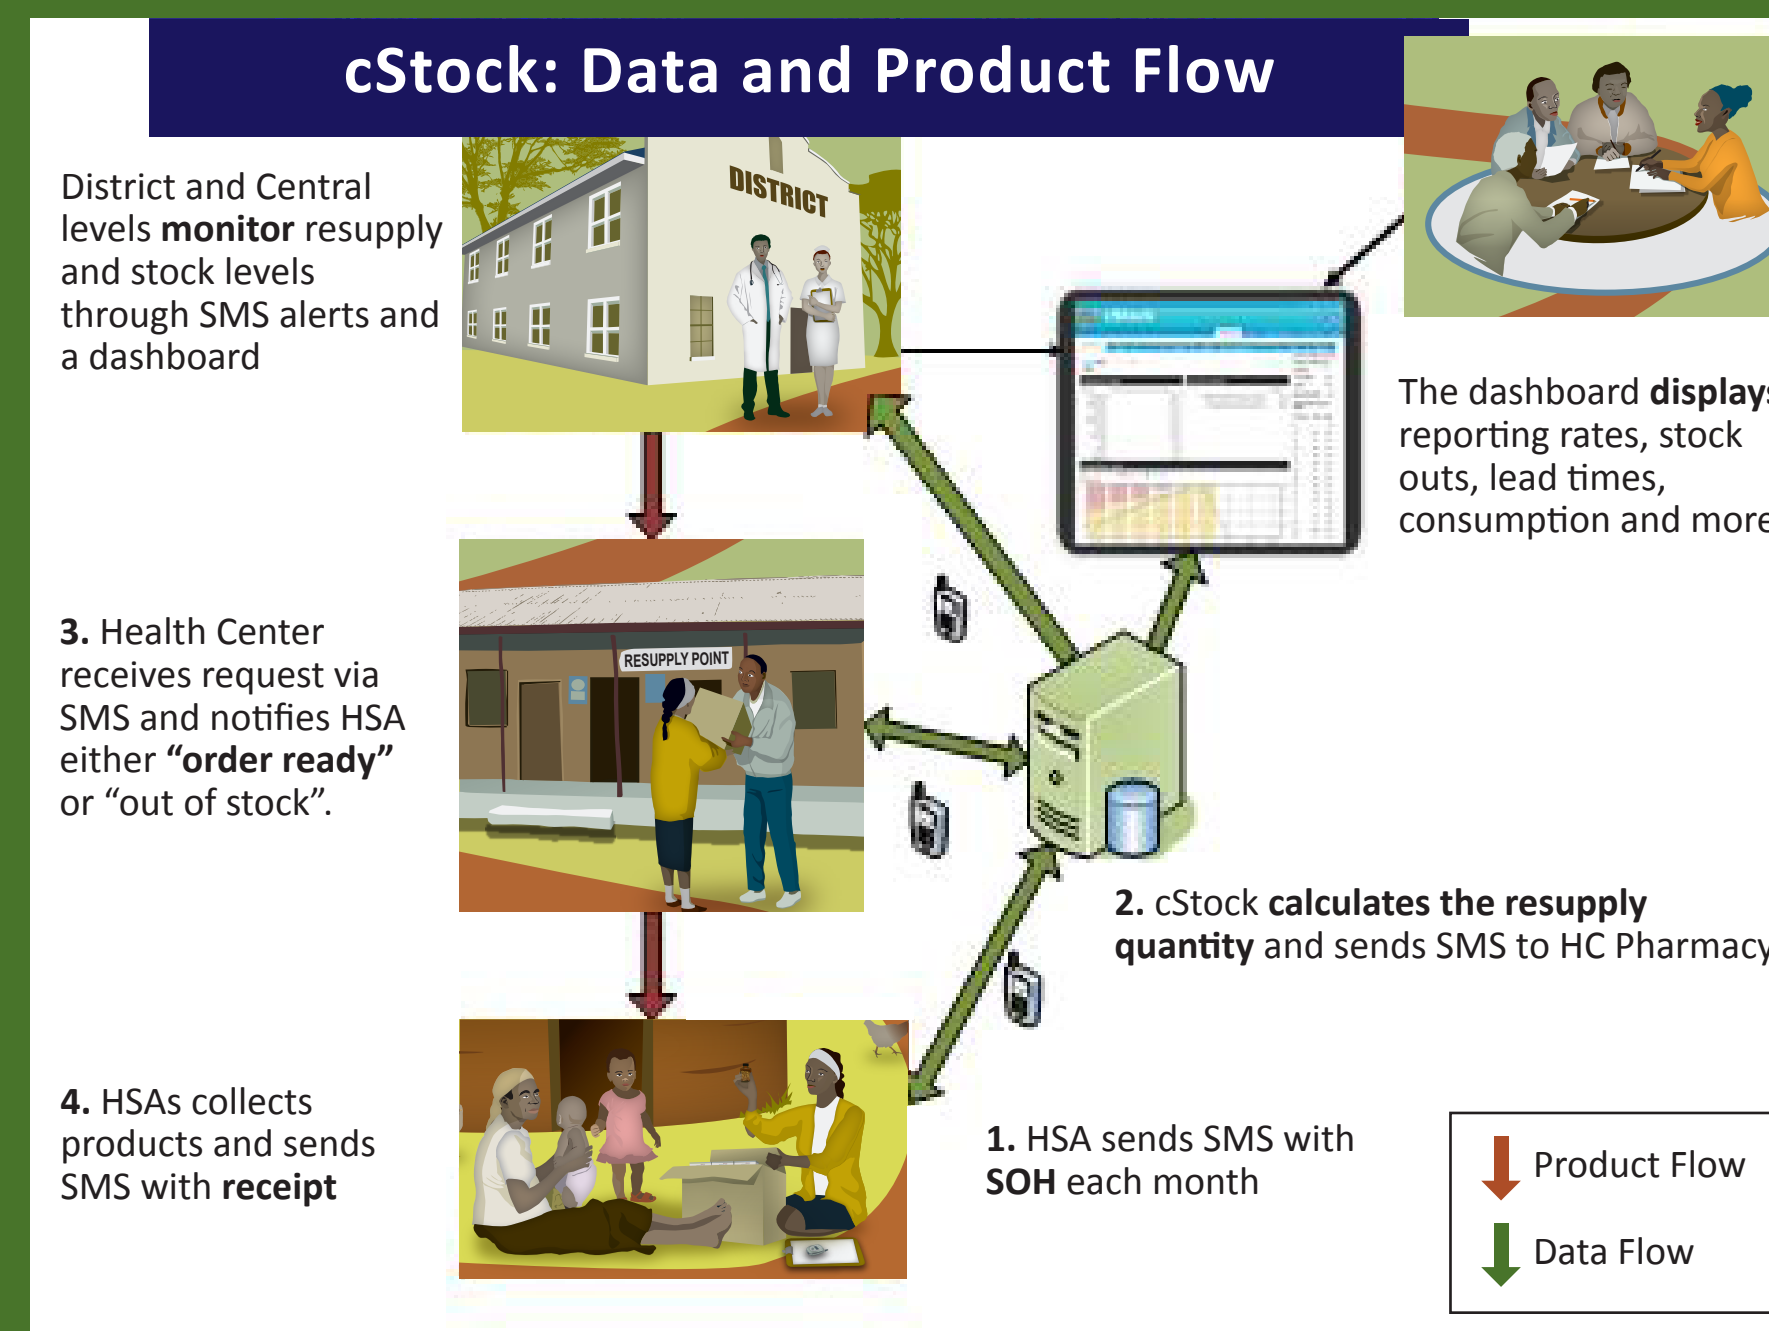 cStock: Data and Product Flow
District and Central
levels monitor resupply
and stock levels
through SMS alerts and
a dashboard
DISTRICT
The dashboard displays
reporting rates, stock
outs, lead times,
consumption and more
3. Health Center
receives request via
SMS and notifies HSA
either “order ready”
or “out of stock”.
RESUPPLY POINT
2. cStock calculates the resupply
quantity and sends SMS to HC Pharmacy
4. HSAs collects
products and sends
SMS with receipt
1. HSA sends SMS with
SOH each month
Product Flow
Data Flow